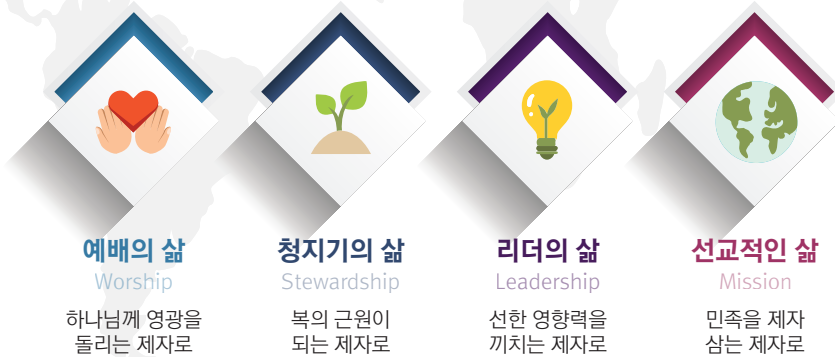 예배의 삶
Worship
하나님께 영광을
돌리는 제자로
청지기의 삶
Stewardship
복의 근원이
되는 제자로
리더의 삶
Leadership
선한 영향력을
끼치는 제자로
선교적인 삶
Mission
민족을 제자
삼는 제자로